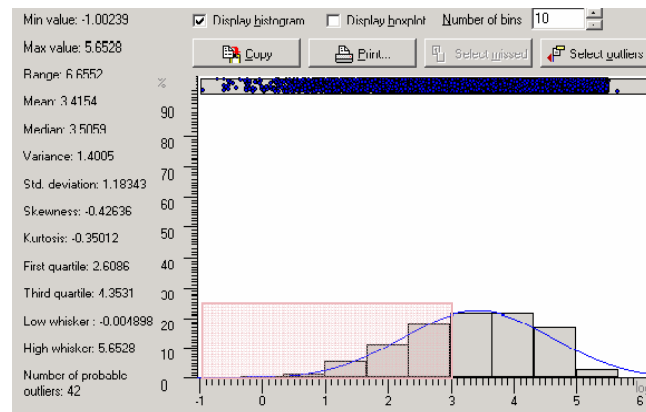 Min value: -1.00239
Max value: 5.6528
Range: 6.6552
Mean: 3.4154
Median: 3.5059
Variance: 1.4005
Std. deviation: 1.18343
Skewness: -0.42636
Kurtosis: -0.35012
First quartile: 2.6086
Third quartile: 4.3531
Low whisker : -0.004898
High whisker: 5.6528
Number of probable
outliers: 42
Display histogram Display boxplot Number of bins 10
Copy Print... Select missed Select outliers
%
90
80
70
60
50
40
30
20
10
0
-1 0 1 2 3 4 5 6